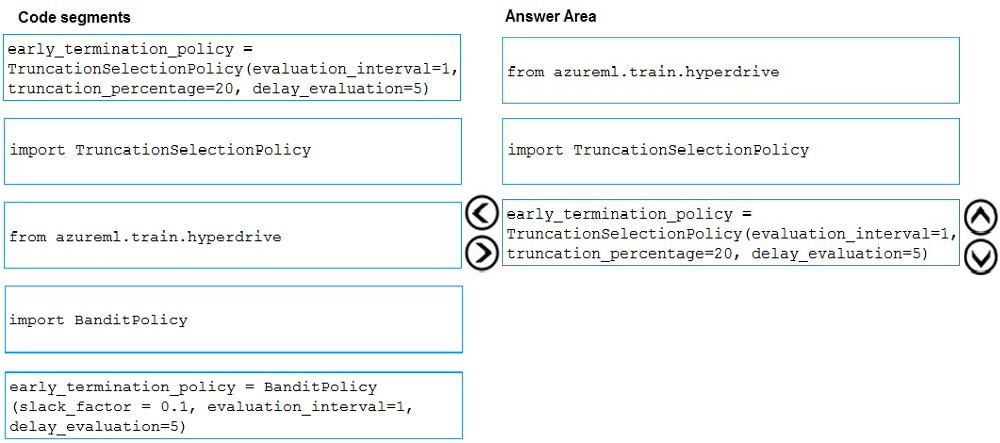 Code segments
early_termination_policy =
TruncationSelectionPolicy(evaluation_interval=1,
truncation_percentage=20, delay_evaluation=5)
import TruncationSelectionPolicy
from azureml.train.hyperdrive
import BanditPolicy
early_termination_policy = BanditPolicy
(slack_factor = 0.1, evaluation_interval=1,
delay_evaluation=5)
Answer Area
from azureml.train.hyperdrive
import TruncationSelectionPolicy
early_termination_policy =
TruncationSelectionPolicy(evaluation_interval=1,
truncation_percentage=20, delay_evaluation=5)